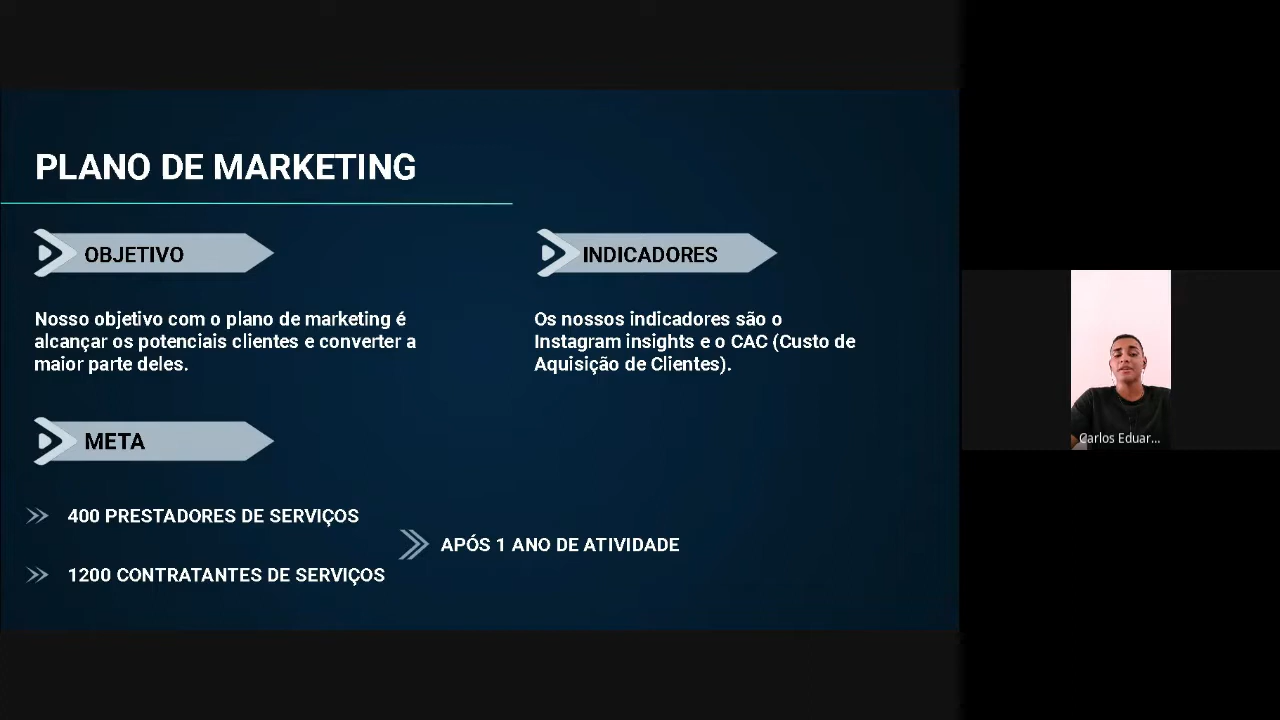 PLANO DE MARKETING
OBJETIVO
Nosso objetivo com o plano de marketing é
alcançar os potenciais clientes e converter a
maior parte deles.
INDICADORES
Os nossos indicadores são o
Instagram insights e o CAC (Custo de
Aquisição de Clientes).
META
400 PRESTADORES DE SERVIÇOS
1200 CONTRATANTES DE SERVIÇOS
APÓS 1 ANO DE ATIVIDADE
Carlos Eduar...